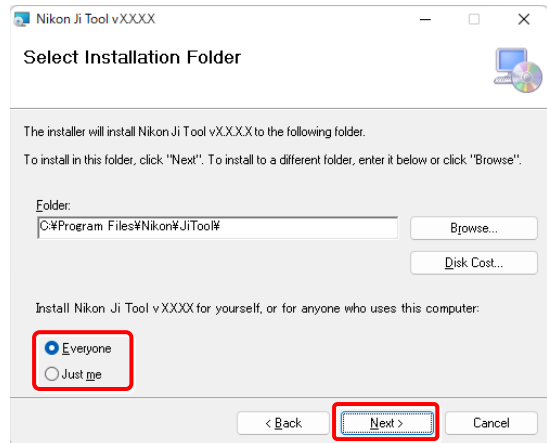 Nikon Ji Tool vX.X.X.X
Select Installation Folder
The installer will install Nikon Ji Tool vX.X.X.X to the following folder.
To install in this folder, click "Next". To install to a different folder, enter it below or click "Browse".
Folder:
C:¥Program Files¥Nikon¥JiTool¥
Browse...
Disk Cost...
Install Nikon Ji Tool vX.X.X.X for yourself, or for anyone who uses this computer:
Everyone
Just me
< Back Next > Cancel